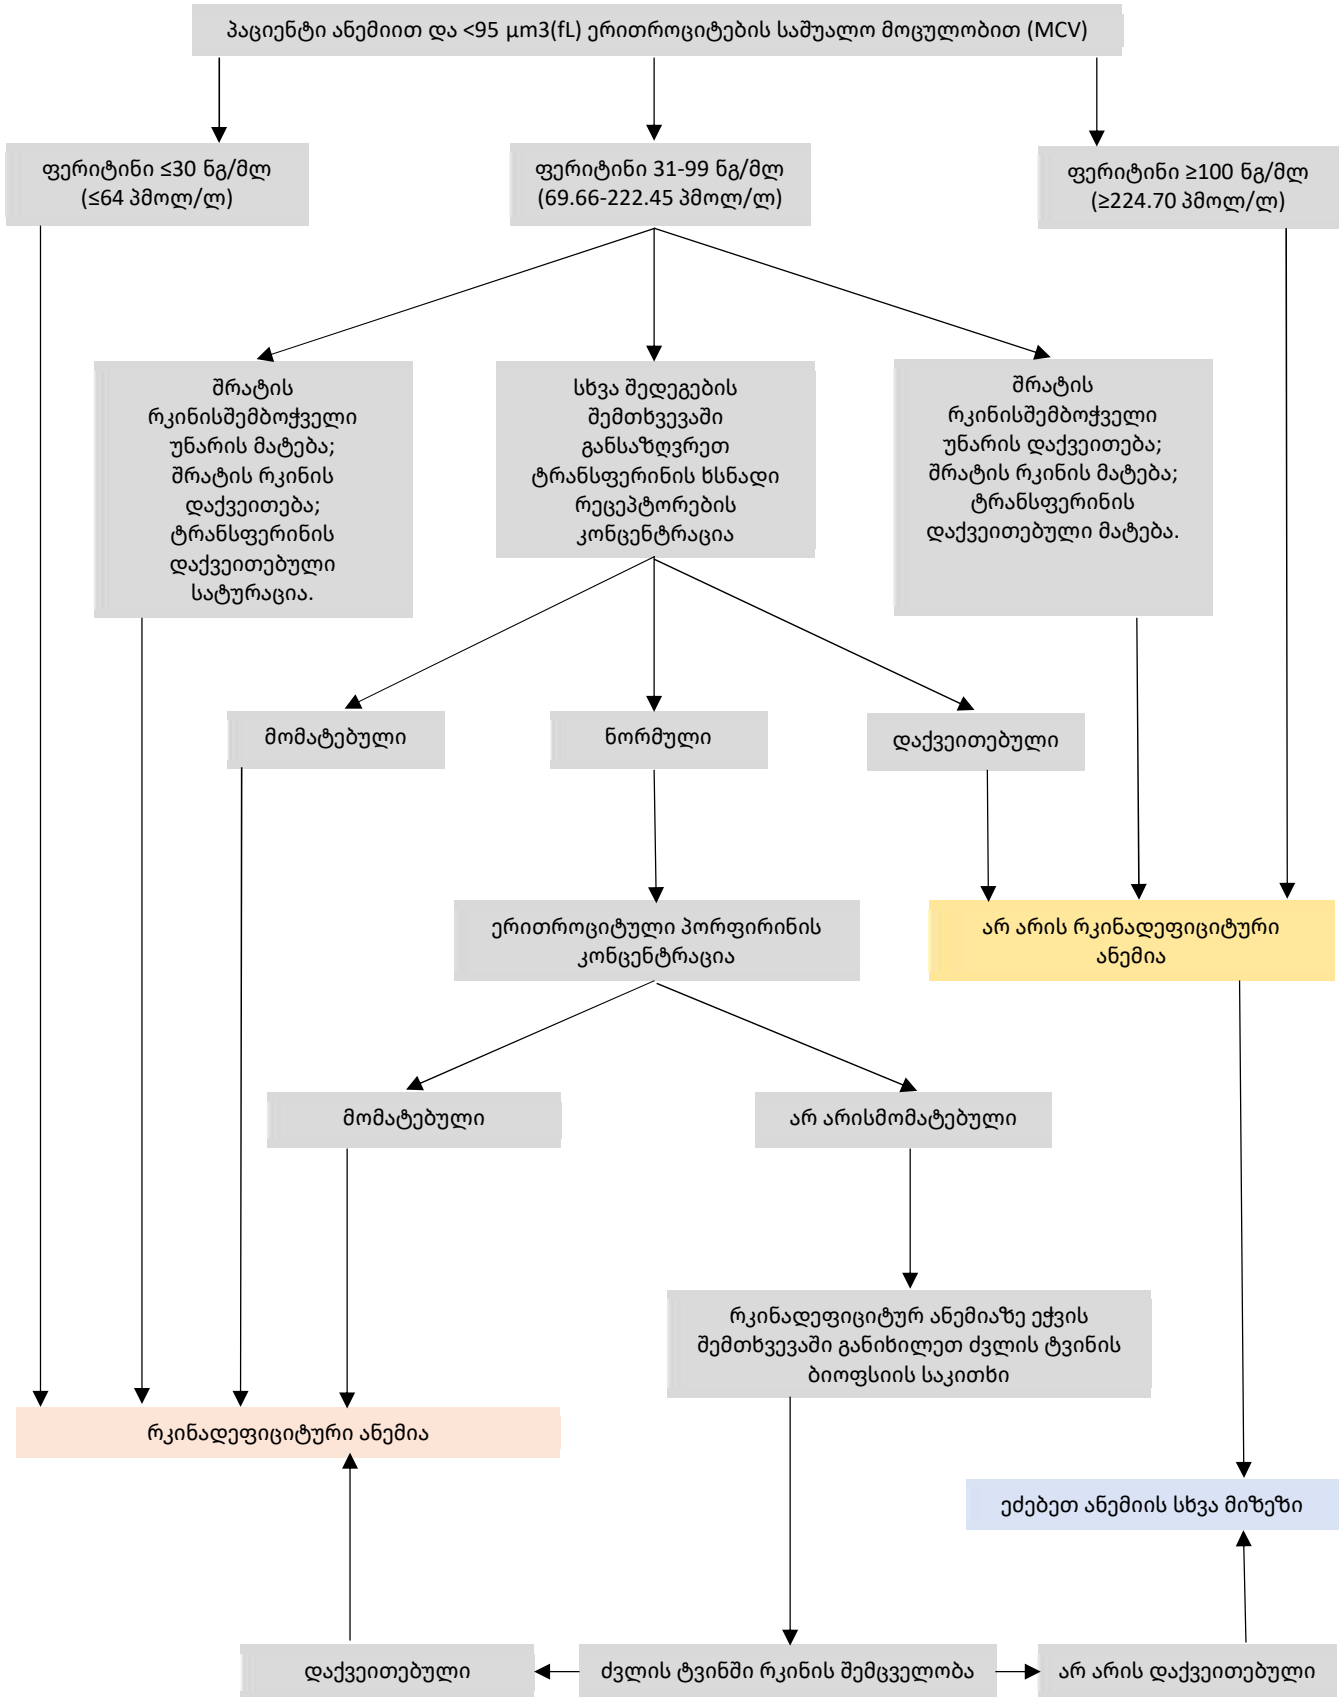 პაციენტი ანემიით და <95 μm3(fL) ერითროციტების საშუალო მოცულობით (MCV)
ფერიტინი ≤30 ნგ/მლ
(≤64 პმოლ/ლ)
ფერიტინი 31-99 ნგ/მლ
(69.66-222.45 პმოლ/ლ)
ფერიტინი ≥100 ნგ/მლ
(≥224.70 პმოლ/ლ)
შრატის
რკინისშემბოჭველი
უნარის მატება;
შრატის რკინის
დაქვეითება;
ტრანსფერინის
დაქვეითებული
სატურაცია.
სხვა შედეგების
შემთხვევაში
განსაზღვრეთ
ტრანსფერინის ხსნადი
რეცეპტორების
კონცენტრაცია
შრატის
რკინისშემბოჭველი
უნარის დაქვეითება;
შრატის რკინის მატება;
ტრანსფერინის
დაქვეითებული მატება.
მომატებული
ნორმული
დაქვეითებული
ერითროციტული პორფირინის
კონცენტრაცია
არ არის რკინადეფიციტური
ანემია
მომატებული
არ არისმომატებული
რკინადეფიციტურ ანემიაზე ეჭვის
შემთხვევაში განიხილეთ ძვლის ტვინის
ბიოფსიის საკითხი
რკინადეფიციტური ანემია
ეძებეთ ანემიის სხვა მიზეზი
დაქვეითებული
ძვლის ტვინში რკინის შემცველობა
არ არის დაქვეითებული